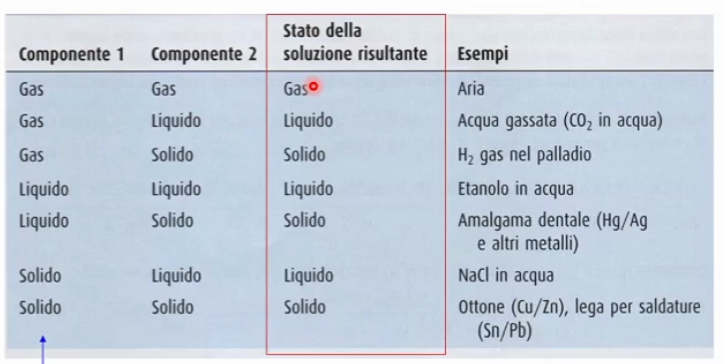 Componente 1 Componente 2 Stato della soluzione risultante Esempi
Gas Gas Gas Aria
Gas Liquido Liquido Acqua gassata (CO₂ in acqua)
Gas Solido Solido H₂ gas nel palladio
Liquido Liquido Liquido Etanolo in acqua
Liquido Solido Solido Amalgama dentale (Hg/Ag
e altri metalli)
Solido Liquido Liquido NaCl in acqua
Solido Solido Solido Ottone (Cu/Zn), lega per saldature
(Sn/Pb)